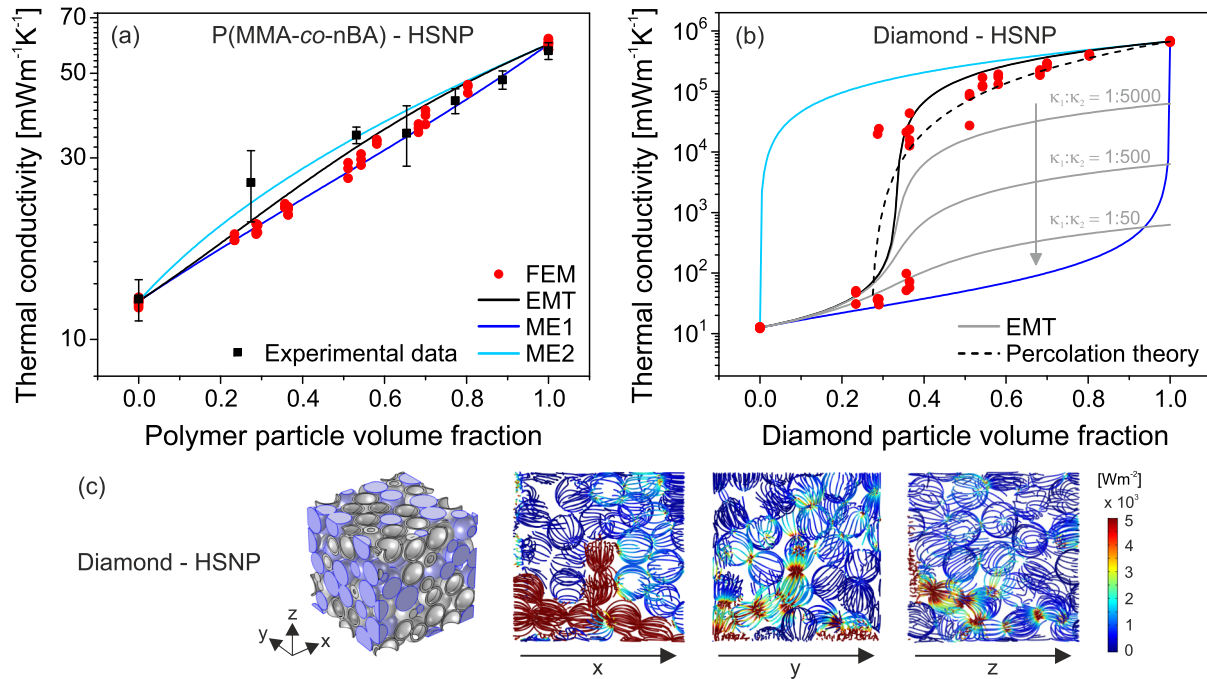 (a) P(MMA-co-nBA) - HSNP
Thermal conductivity [mWm⁻¹K⁻¹]
70
50
30
10
FEM
EMT
ME1
ME2
Experimental data
0.0 0.2 0.4 0.6 0.8 1.0
Polymer particle volume fraction
(b) Diamond - HSNP
Thermal conductivity [mWm⁻¹K⁻¹]
10⁶
10⁵
10⁴
10³
10²
10¹
κ₁:κ₂ = 1:5000
κ₁:κ₂ = 1:500
κ₁:κ₂ = 1:50
EMT
Percolation theory
0.0 0.2 0.4 0.6 0.8 1.0
Diamond particle volume fraction
(c)
Diamond - HSNP
z
y
x
x
y
z
[Wm⁻²]
x 10³
5
4
3
2
1
0